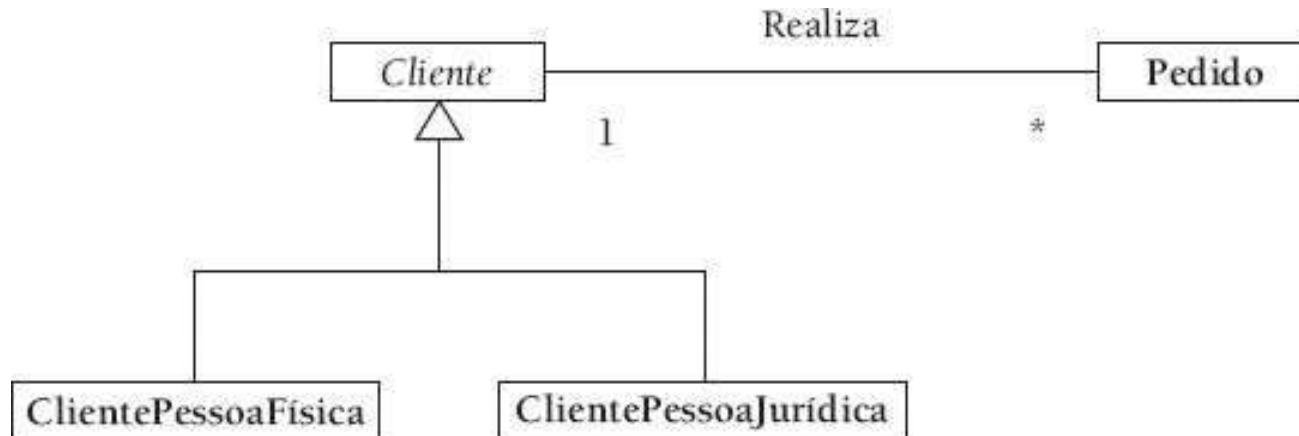 Realiza
Cliente
Pedido
1
*
ClientePessoaFísica
ClientePessoaJurídica